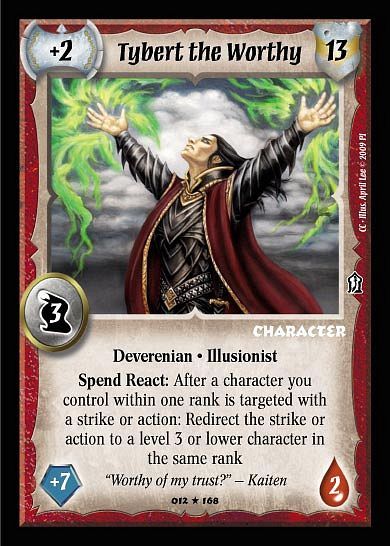 +2
Tybert the Worthy
13
CC · Illus. April Lee © 2009 PI
3
CHARACTER
Deverenian • Illusionist
Spend React: After a character you
control within one rank is targeted with
a strike or action: Redirect the strike or
action to a level 3 or lower character in
the same rank
+7
“Worthy of my trust?” – Kaiten
2
012 ★ 168